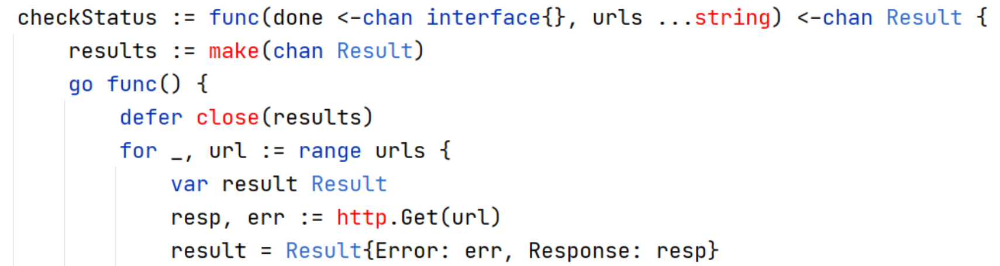 checkStatus := func(done <-chan interface{}, urls ...string) <-chan Result {
results := make(chan Result)
go func() {
defer close(results)
for _, url := range urls {
var result Result
resp, err := http.Get(url)
result = Result{Error: err, Response: resp}